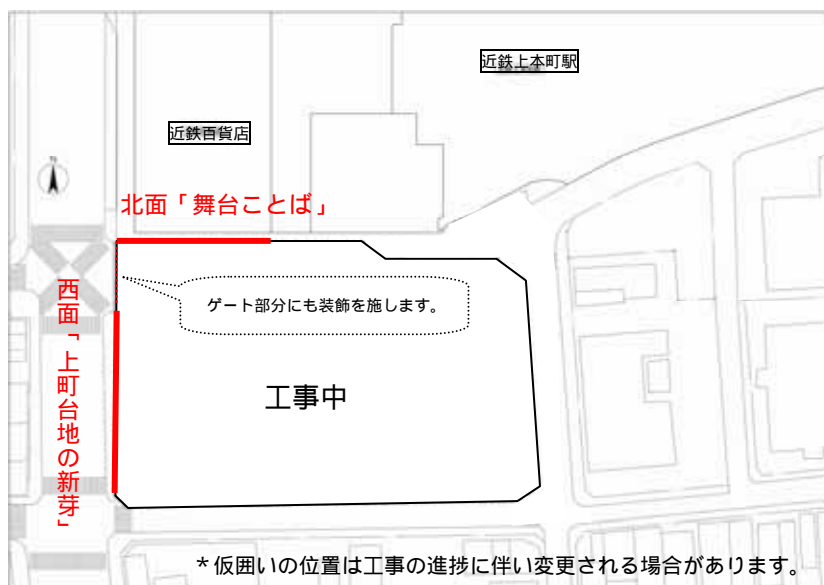 近鉄上本町駅
近鉄百貨店
N
北面「舞台ことば」
ゲート部分にも装飾を施します。
西面「上町台地の新芽」
工事中
*仮囲いの位置は工事の進捗に伴い変更される場合があります。